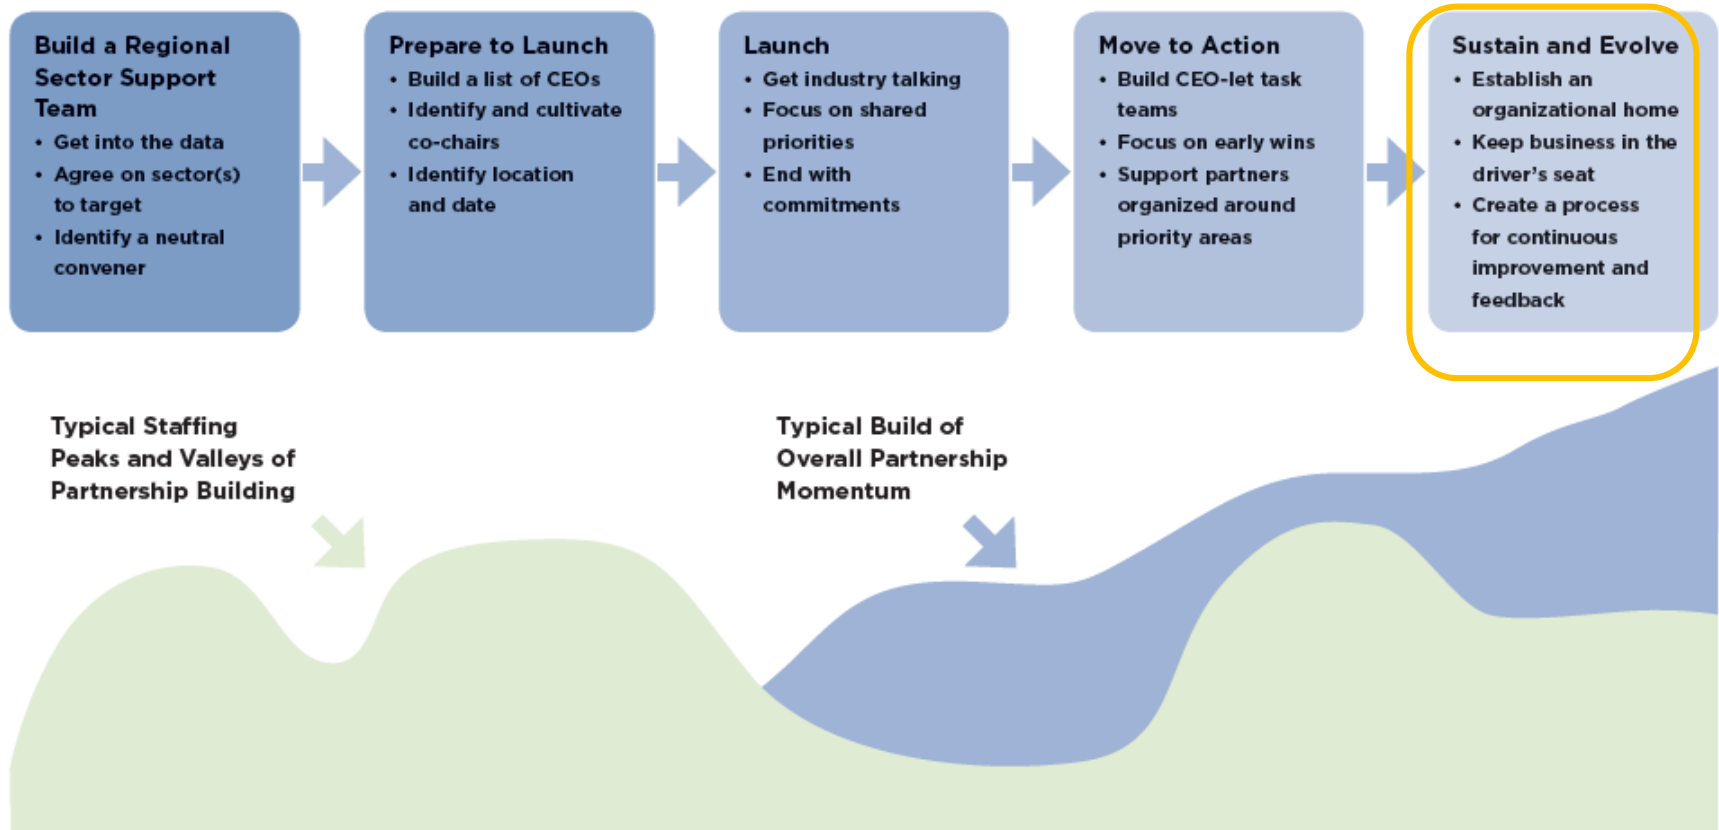 Build a Regional
Sector Support
Team
• Get into the data
• Agree on sector(s)
to target
• Identify a neutral
convener
Prepare to Launch
• Build a list of CEOs
• Identify and cultivate
co-chairs
• Identify location
and date
Launch
• Get industry talking
• Focus on shared
priorities
• End with
commitments
Move to Action
• Build CEO-let task
teams
• Focus on early wins
• Support partners
organized around
priority areas
Sustain and Evolve
• Establish an
organizational home
• Keep business in the
driver’s seat
• Create a process
for continuous
improvement and
feedback
Typical Staffing
Peaks and Valleys of
Partnership Building
Typical Build of
Overall Partnership
Momentum